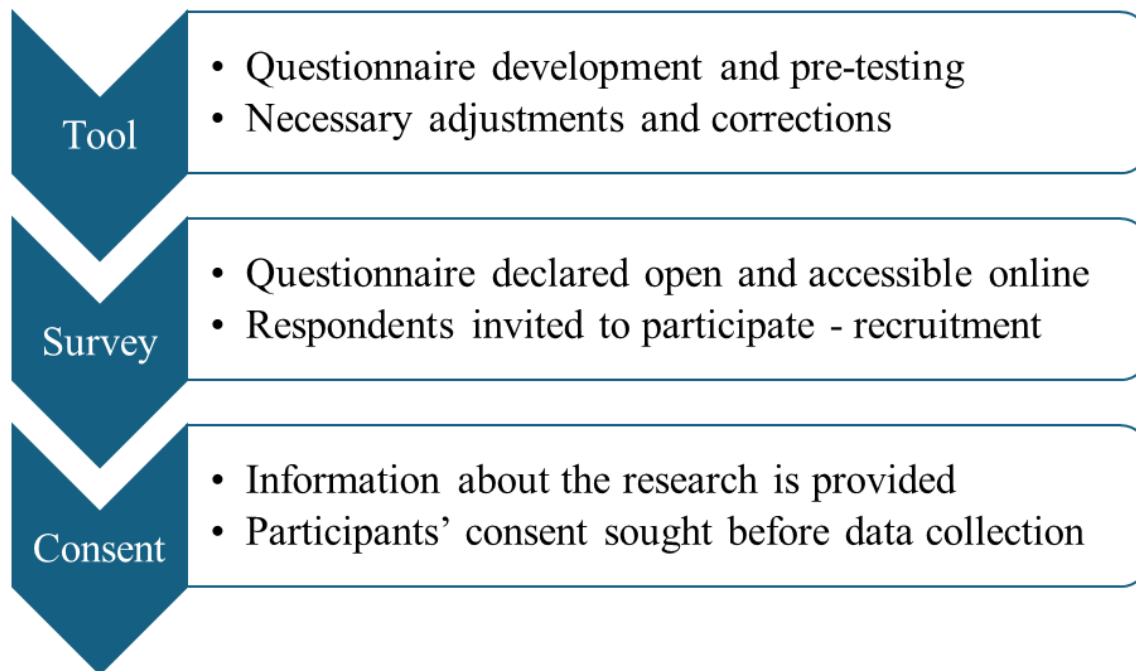 Tool
• Questionnaire development and pre-testing
• Necessary adjustments and corrections
Survey
• Questionnaire declared open and accessible online
• Respondents invited to participate - recruitment
Consent
• Information about the research is provided
• Participants’ consent sought before data collection